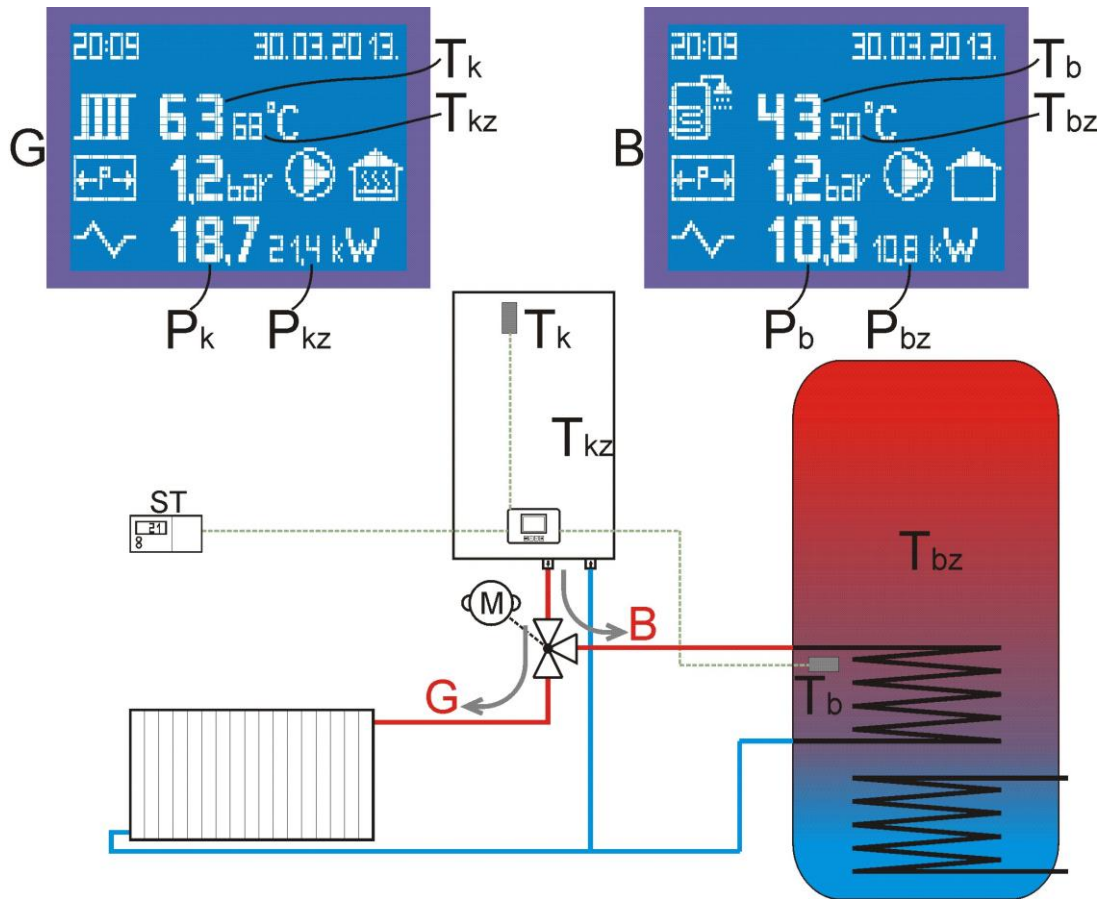 20:09 30.03.2013.
63 68°C
1,2bar
18,7 21,4 kW
G
Tk
Tkz
Pk Pkz
20:09 30.03.2013.
43 50°C
1,2bar
10,8 10,8 kW
B
Tb
Tbz
Pb Pbz
P
P
Tk
Tkz
ST
21
8
M
B
G
Tb
Tbz